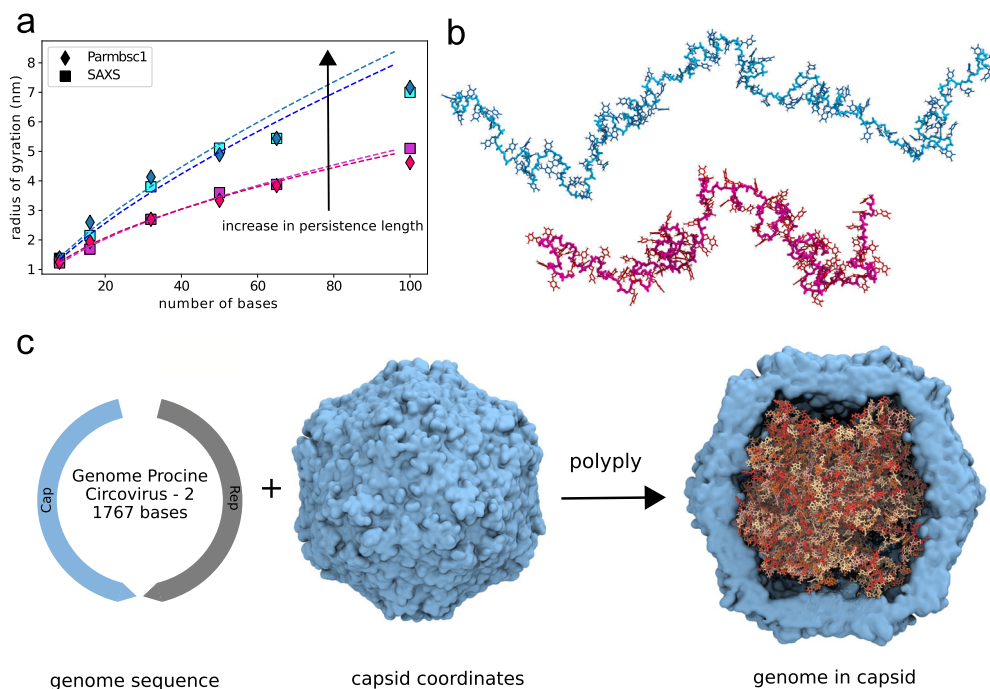 a
radius of gyration (nm)
8
7
6
5
4
3
2
1
Parmbsc1
SAXS
increase in persistence length
20
40
60
80
100
number of bases
b
c
Cap
Genome Procine
Circovirus - 2
1767 bases
Rep
+
polyply
genome sequence
capsid coordinates
genome in capsid